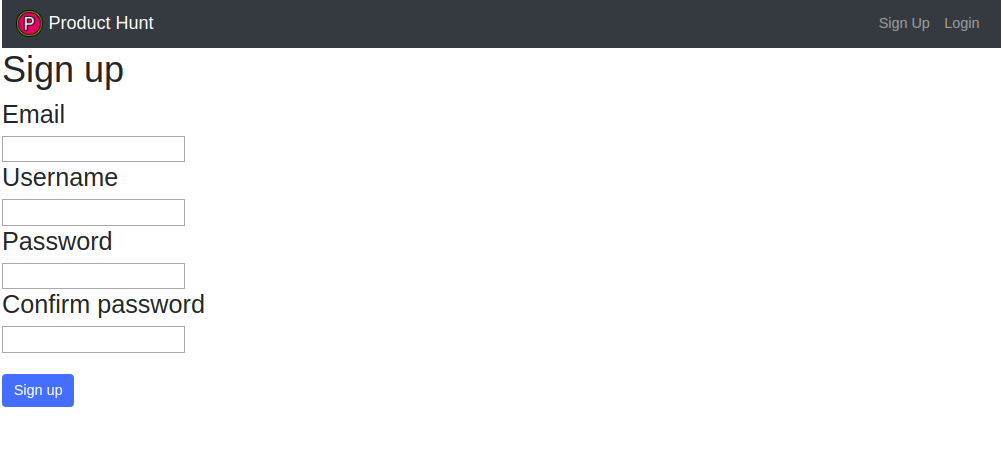 P Product Hunt Sign Up Login
Sign up
Email
Username
Password
Confirm password
Sign up